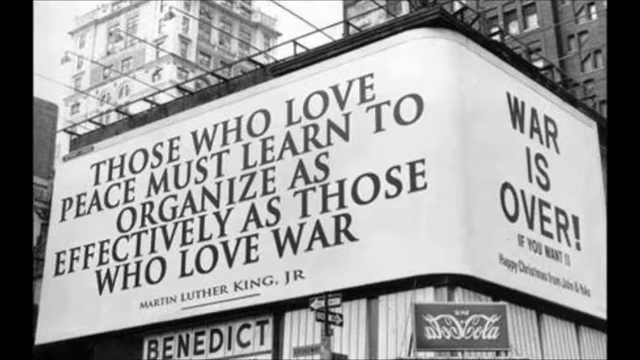 THOSE WHO LOVE
PEACE MUST LEARN TO
ORGANIZE AS
EFFECTIVELY AS THOSE
WHO LOVE WAR
MARTIN LUTHER KING, JR
WAR
IS
OVER!
IF YOU WANT IT
Happy Christmas from John & Yoko
BENEDICT
Coca-Cola